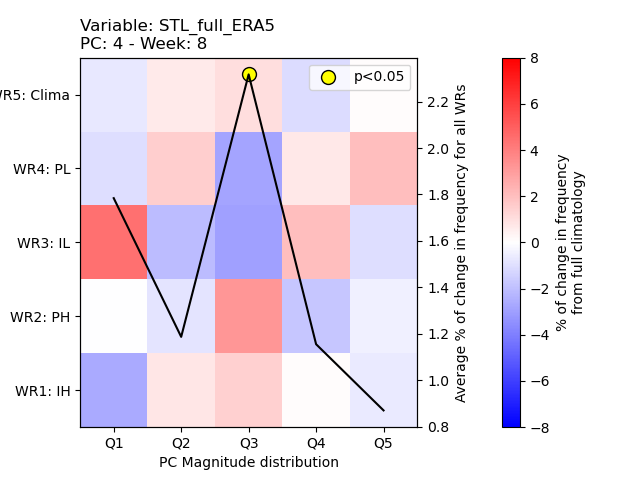 Variable: STL_full_ERA5
PC: 4 - Week: 8
p<0.05
R5: Clima
WR4: PL
WR3: IL
WR2: PH
WR1: IH
Q1 Q2 Q3 Q4 Q5
PC Magnitude distribution
2.2
2.0
1.8
1.6
1.4
1.2
1.0
0.8
Average % of change in frequency for all WRs
8
6
4
2
0
−2
−4
−6
−8
% of change in frequency
from full climatology